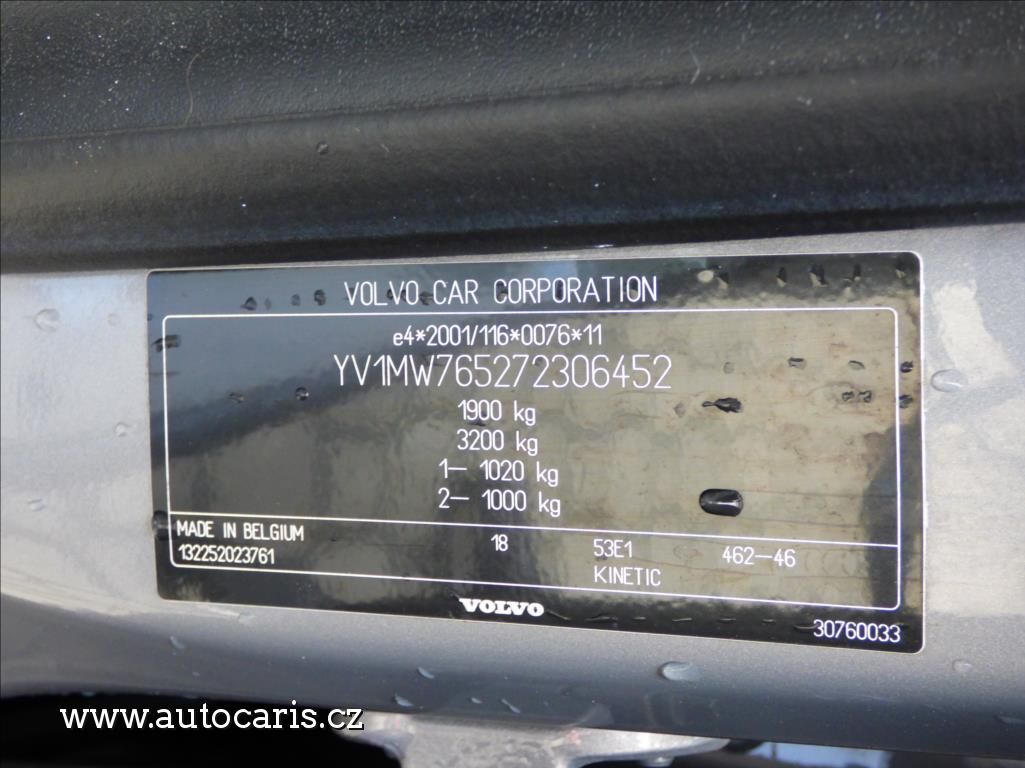 VOLVO CAR CORPORATION
e4*2001/116*0076*11
YV1MW765272306452
1900 kg
3200 kg
1– 1020 kg
2– 1000 kg
MADE IN BELGIUM 18 53E1 462–46
132252023761 KINETIC
VOLVO
30760033
www.autocaris.cz